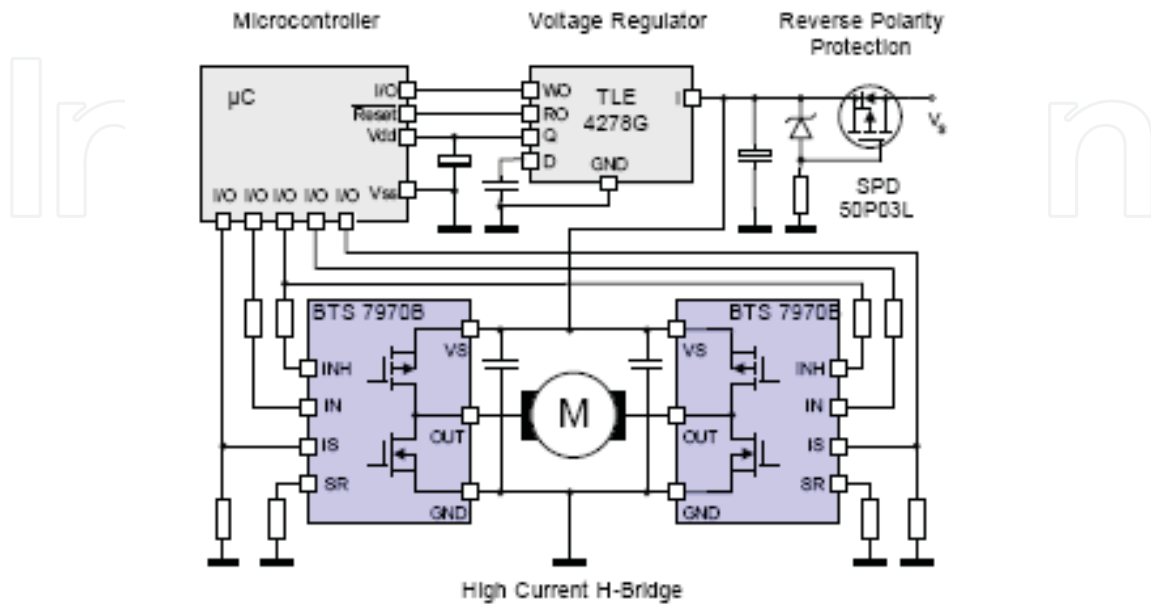 Microcontroller
Voltage Regulator
Reverse Polarity
Protection
µC
I/O
Reset
Vdd
Vss
I/O I/O I/O I/O I/O
WO
RO
Q
D
TLE
4278G
GND
I
Vs
SPD
50P03L
BTS 7970B
VS
INH
IN
IS
SR
OUT
GND
M
BTS 7970B
VS
OUT
GND
INH
IN
IS
SR
High Current H-Bridge